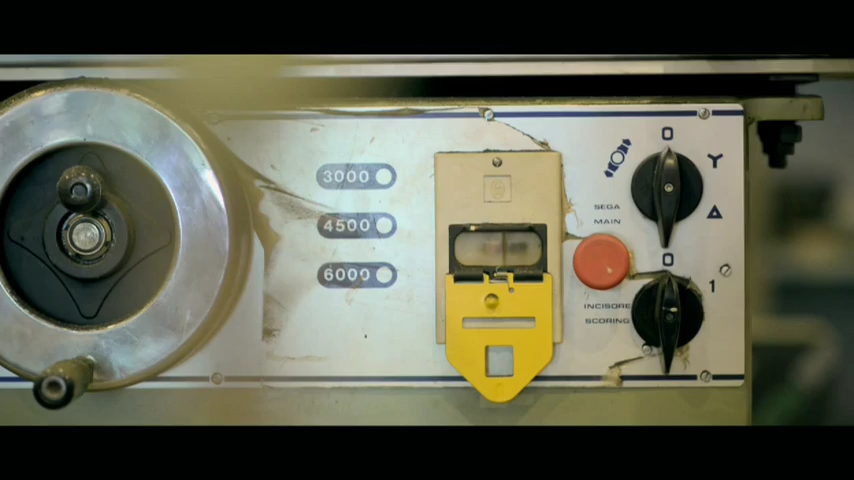 3000
4500
6000
0
SEGA
MAIN
Y
Δ
0
1
INCISORE
SCORING